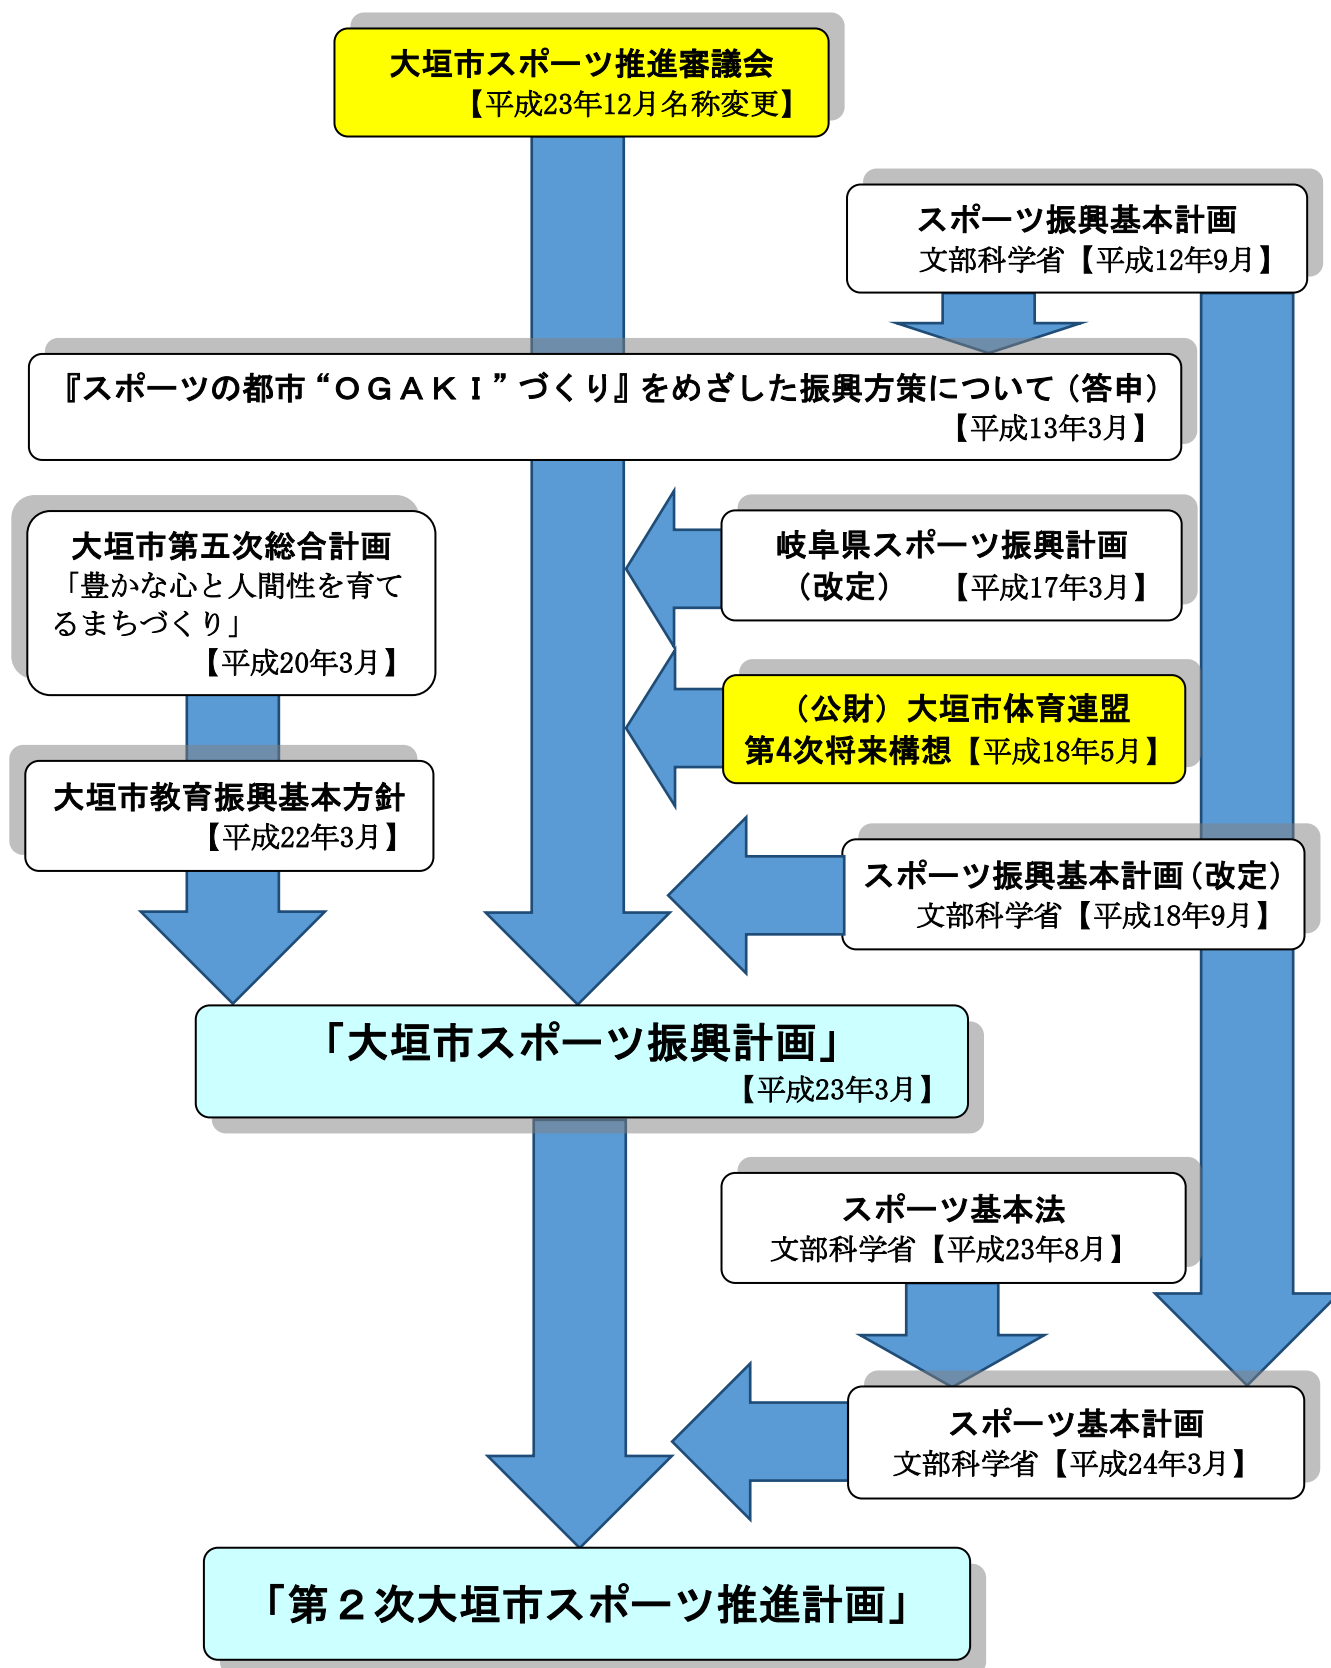 大垣市スポーツ推進審議会
【平成23年12月名称変更】
スポーツ振興基本計画
文部科学省【平成12年9月】
『スポーツの都市“ＯＧＡＫＩ”づくり』をめざした振興方策について（答申）
【平成13年3月】
大垣市第五次総合計画
「豊かな心と人間性を育て
るまちづくり」
【平成20年3月】
岐阜県スポーツ振興計画
（改定）　【平成17年3月】
（公財）大垣市体育連盟
第4次将来構想【平成18年5月】
大垣市教育振興基本方針
【平成22年3月】
スポーツ振興基本計画（改定）
文部科学省【平成18年9月】
「大垣市スポーツ振興計画」
【平成23年3月】
スポーツ基本法
文部科学省【平成23年8月】
スポーツ基本計画
文部科学省【平成24年3月】
「第２次大垣市スポーツ推進計画」